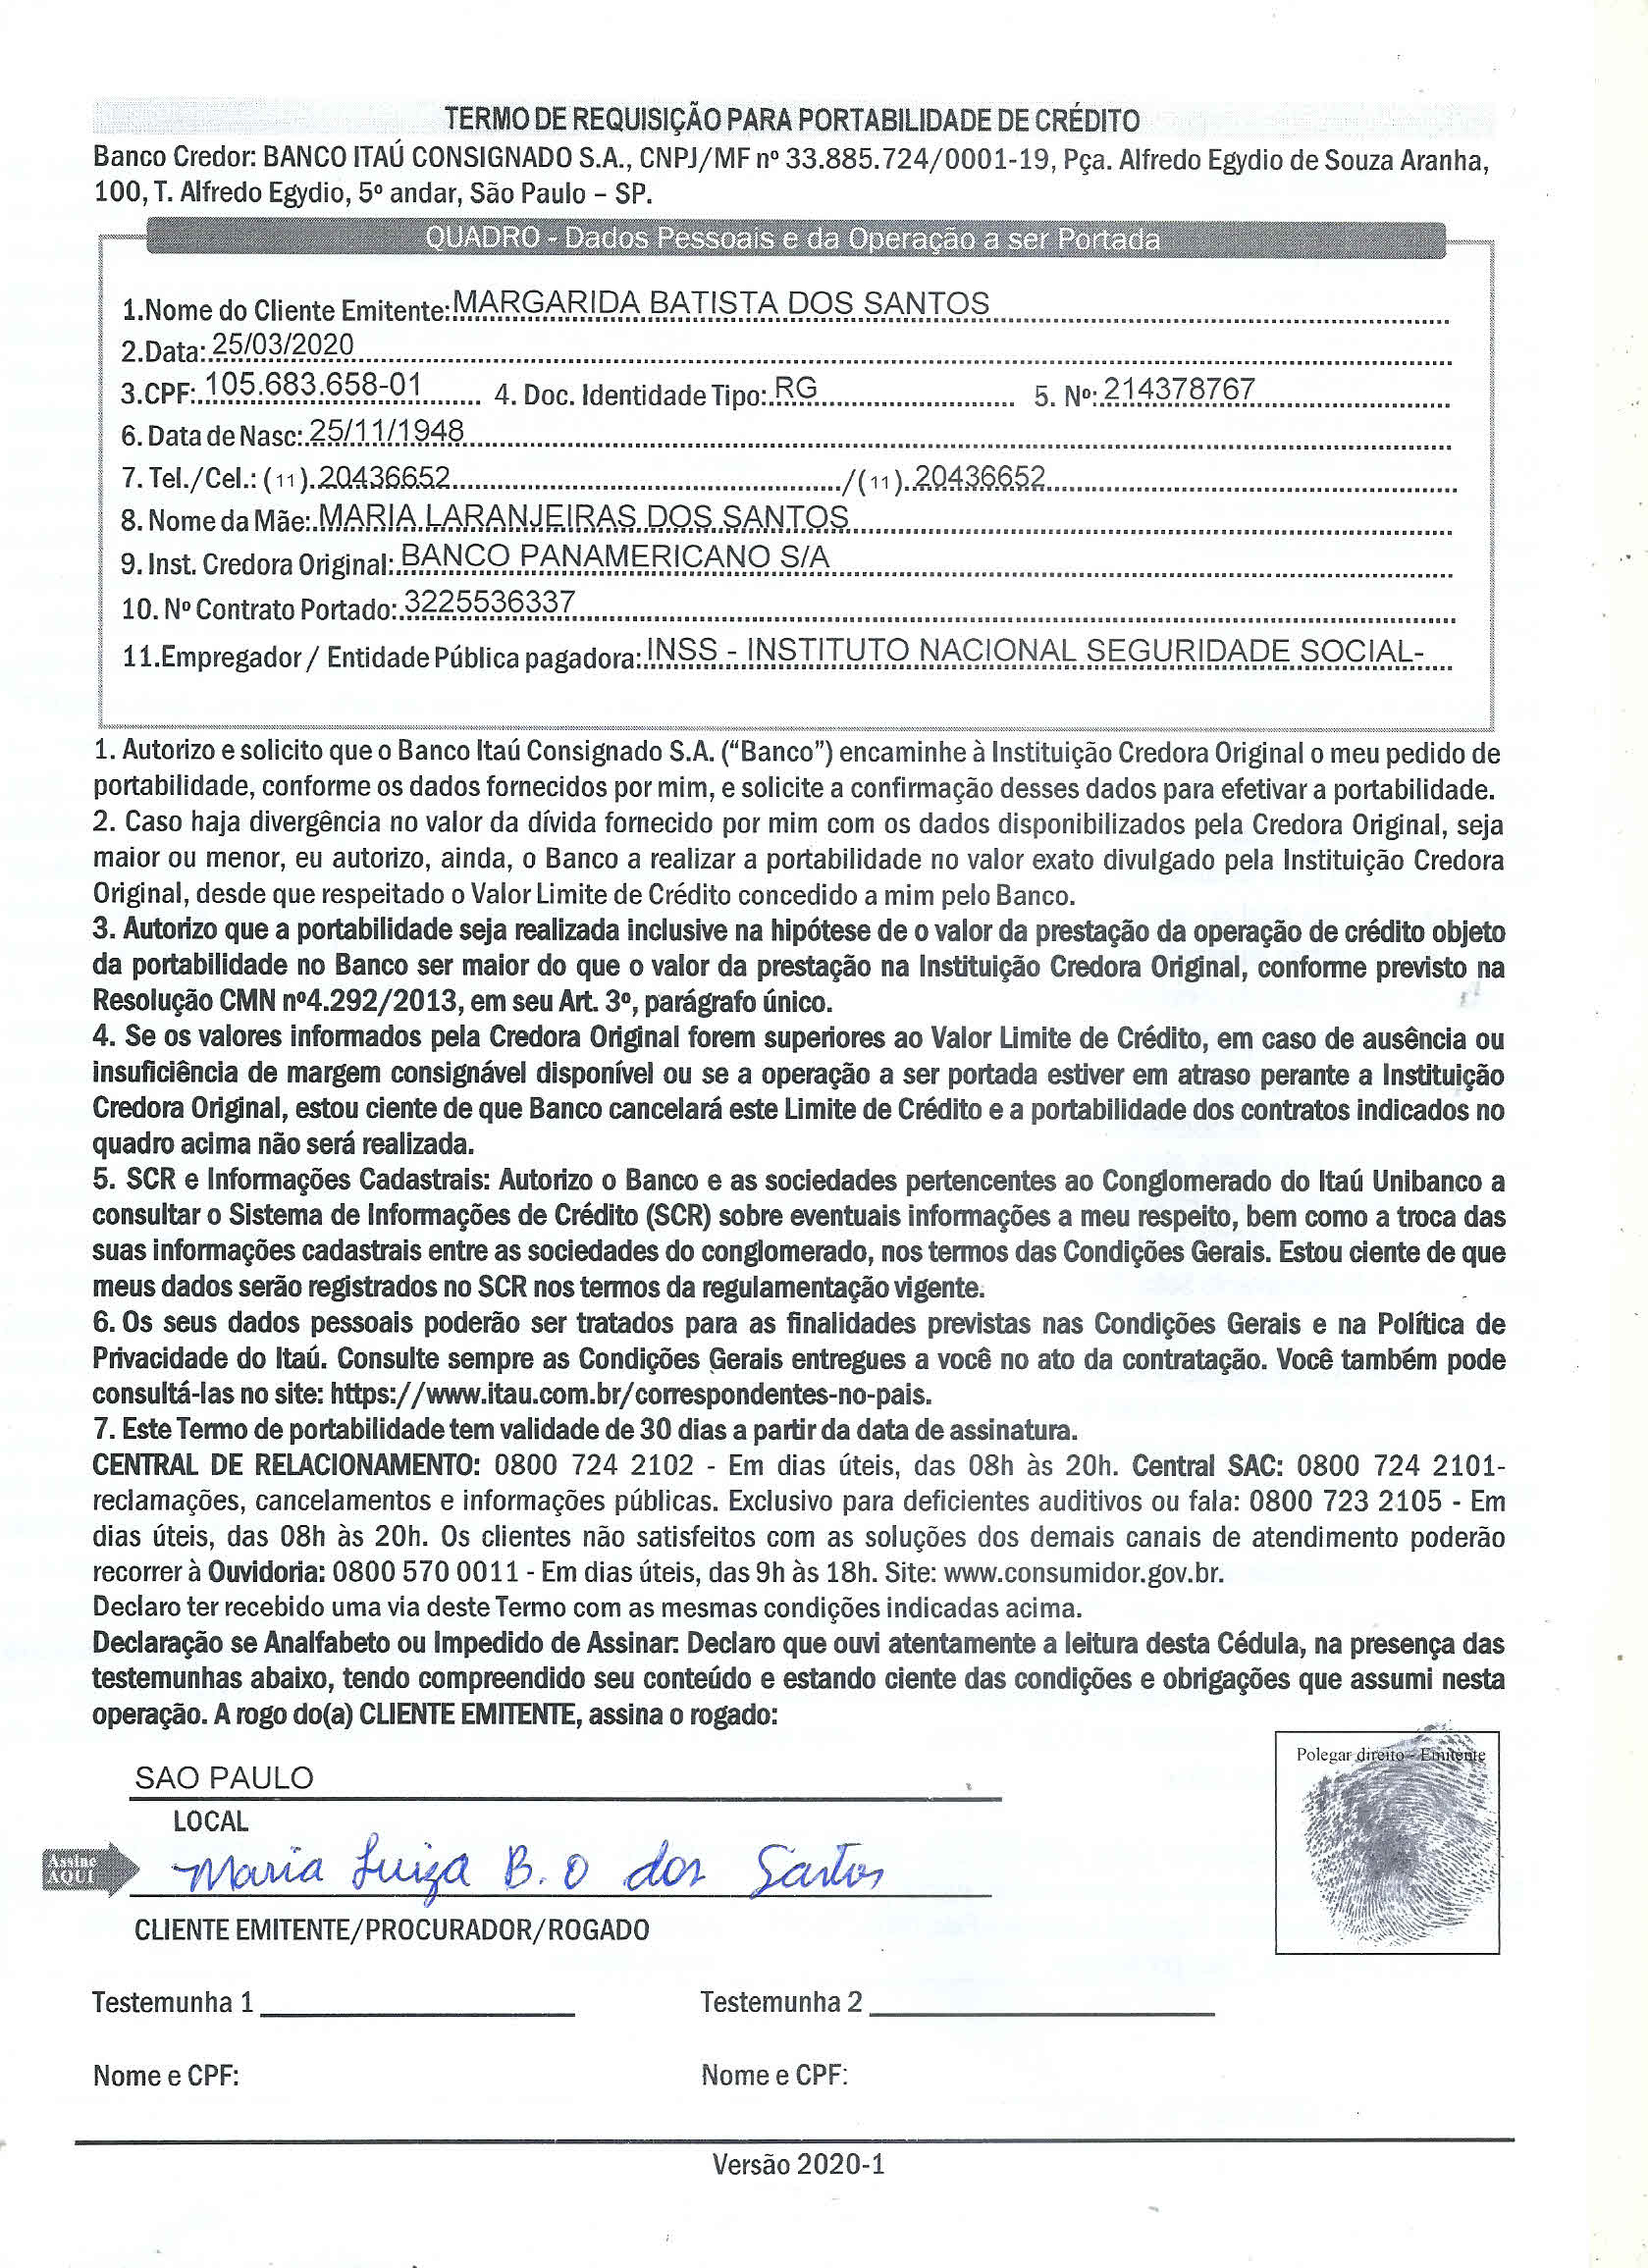 TERMO DE REQUISIÇÃO PARA PORTABILIDADE DE CRÉDITO
Banco Credor: BANCO ITAÚ CONSIGNADO S.A., CNPJ/MF nº 33.885.724/0001-19, Pça. Alfredo Egydio de Souza Aranha,
100, T. Alfredo Egydio, 5º andar, São Paulo – SP.
QUADRO - Dados Pessoais e da Operação a ser Portada
1.Nome do Cliente Emitente: MARGARIDA BATISTA DOS SANTOS
2.Data: 25/03/2020
3.CPF: 105.683.658-01 4. Doc. Identidade Tipo: RG 5. Nº: 214378767
6. Data de Nasc: 25/11/1948
7. Tel./Cel.: (11) 20436652 /(11) 20436652
8. Nome da Mãe: MARIA LARANJEIRAS DOS SANTOS
9. Inst. Credora Original: BANCO PANAMERICANO S/A
10. Nº Contrato Portado: 3225536337
11.Empregador / Entidade Pública pagadora: INSS - INSTITUTO NACIONAL SEGURIDADE SOCIAL-
1. Autorizo e solicito que o Banco Itaú Consignado S.A. (“Banco”) encaminhe à Instituição Credora Original o meu pedido de
portabilidade, conforme os dados fornecidos por mim, e solicite a confirmação desses dados para efetivar a portabilidade.
2. Caso haja divergência no valor da dívida fornecido por mim com os dados disponibilizados pela Credora Original, seja
maior ou menor, eu autorizo, ainda, o Banco a realizar a portabilidade no valor exato divulgado pela Instituição Credora
Original, desde que respeitado o Valor Limite de Crédito concedido a mim pelo Banco.
3. Autorizo que a portabilidade seja realizada inclusive na hipótese de o valor da prestação da operação de crédito objeto
da portabilidade no Banco ser maior do que o valor da prestação na Instituição Credora Original, conforme previsto na
Resolução CMN nº4.292/2013, em seu Art. 3º, parágrafo único.
4. Se os valores informados pela Credora Original forem superiores ao Valor Limite de Crédito, em caso de ausência ou
insuficiência de margem consignável disponível ou se a operação a ser portada estiver em atraso perante a Instituição
Credora Original, estou ciente de que Banco cancelará este Limite de Crédito e a portabilidade dos contratos indicados no
quadro acima não será realizada.
5. SCR e Informações Cadastrais: Autorizo o Banco e as sociedades pertencentes ao Conglomerado do Itaú Unibanco a
consultar o Sistema de Informações de Crédito (SCR) sobre eventuais informações a meu respeito, bem como a troca das
suas informações cadastrais entre as sociedades do conglomerado, nos termos das Condições Gerais. Estou ciente de que
meus dados serão registrados no SCR nos termos da regulamentação vigente.
6. Os seus dados pessoais poderão ser tratados para as finalidades previstas nas Condições Gerais e na Política de
Privacidade do Itaú. Consulte sempre as Condições Gerais entregues a você no ato da contratação. Você também pode
consultá-las no site: https://www.itau.com.br/correspondentes-no-pais.
7. Este Termo de portabilidade tem validade de 30 dias a partir da data de assinatura.
CENTRAL DE RELACIONAMENTO: 0800 724 2102 - Em dias úteis, das 08h às 20h. Central SAC: 0800 724 2101-
reclamações, cancelamentos e informações públicas. Exclusivo para deficientes auditivos ou fala: 0800 723 2105 - Em
dias úteis, das 08h às 20h. Os clientes não satisfeitos com as soluções dos demais canais de atendimento poderão
recorrer à Ouvidoria: 0800 570 0011 - Em dias úteis, das 9h às 18h. Site: www.consumidor.gov.br.
Declaro ter recebido uma via deste Termo com as mesmas condições indicadas acima.
Declaração se Analfabeto ou Impedido de Assinar: Declaro que ouvi atentamente a leitura desta Cédula, na presença das
testemunhas abaixo, tendo compreendido seu conteúdo e estando ciente das condições e obrigações que assumi nesta
operação. A rogo do(a) CLIENTE EMITENTE, assina o rogado:
Polegar direito - Emitente
SAO PAULO
LOCAL
Assine
AQUI
Maria Luiza B. O dos Santos
CLIENTE EMITENTE/PROCURADOR/ROGADO
Testemunha 1 Testemunha 2
Nome e CPF: Nome e CPF:
Versão 2020-1